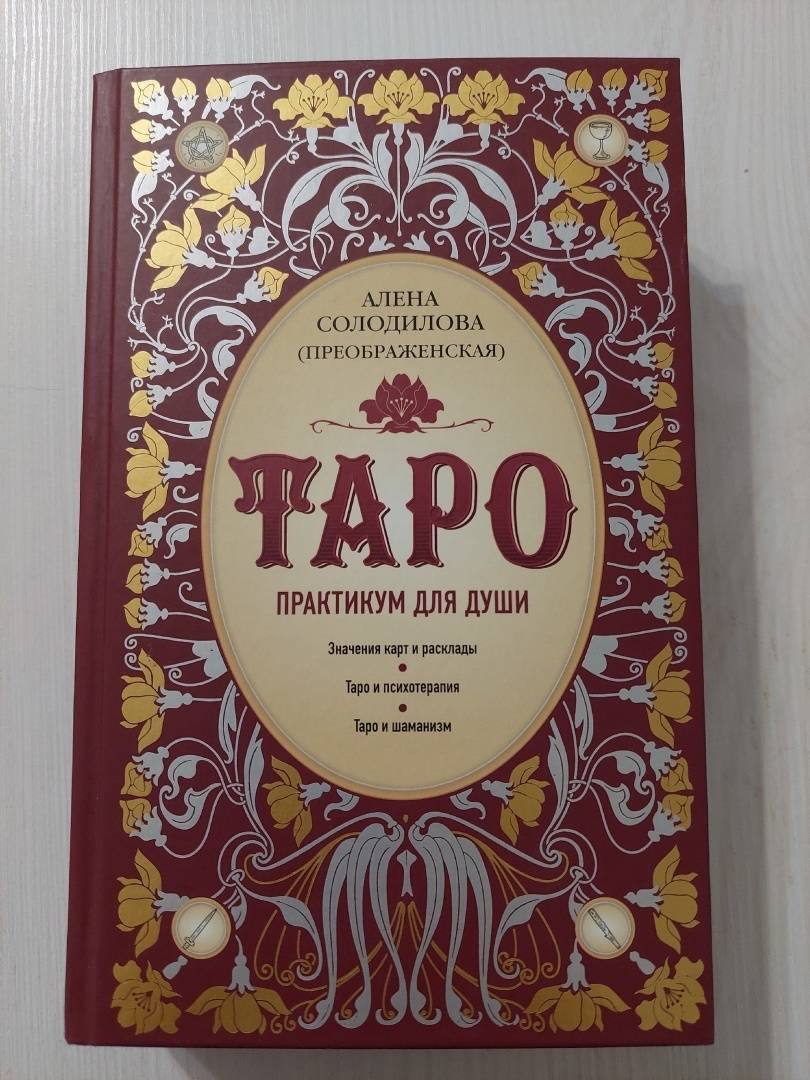 АЛЕНА
СОЛОДИЛОВА
(ПРЕОБРАЖЕНСКАЯ)
ТАРО
ПРАКТИКУМ ДЛЯ ДУШИ
Значения карт и расклады
Таро и психотерапия
Таро и шаманизм